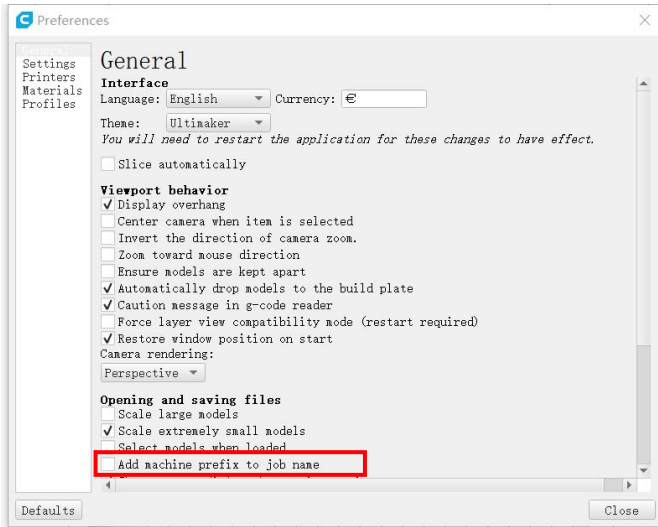 Preferences
General
Settings
Printers
Materials
Profiles
General
Interface
Language: English Currency: €
Theme: Ultimaker
You will need to restart the application for these changes to have effect.
Slice automatically
Viewport behavior
Display overhang
Center camera when item is selected
Invert the direction of camera zoom.
Zoom toward mouse direction
Ensure models are kept apart
Automatically drop models to the build plate
Caution message in g-code reader
Force layer view compatibility mode (restart required)
Restore window position on start
Camera rendering:
Perspective
Opening and saving files
Scale large models
Scale extremely small models
Select models when loaded
Add machine prefix to job name
Defaults
Close